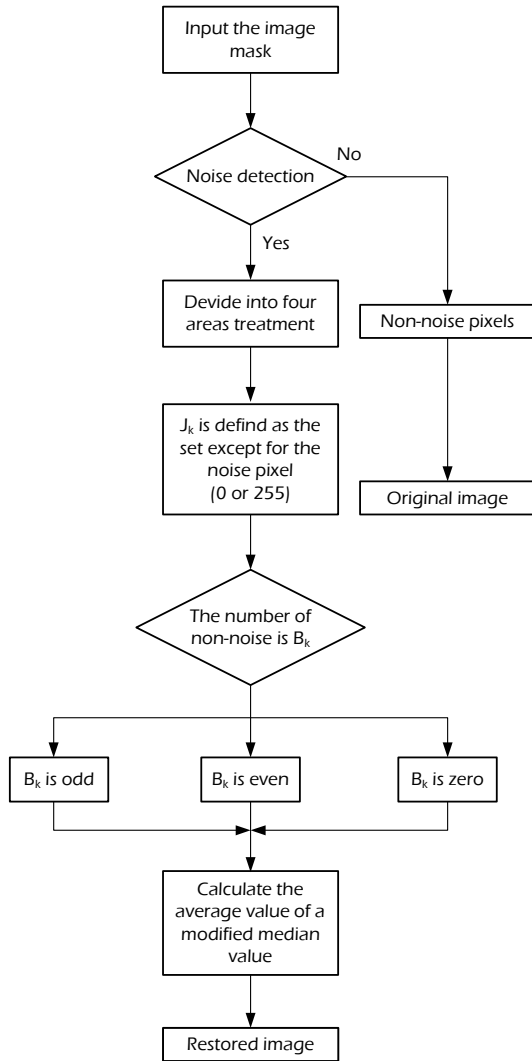 Input the image
mask
Noise detection
No
Yes
Devide into four
areas treatment
Non-noise pixels
Jₖ is defind as the
set except for the
noise pixel
(0 or 255)
Original image
The number of
non-noise is Bₖ
Bₖ is odd
Bₖ is even
Bₖ is zero
Calculate the
average value of a
modified median
value
Restored image